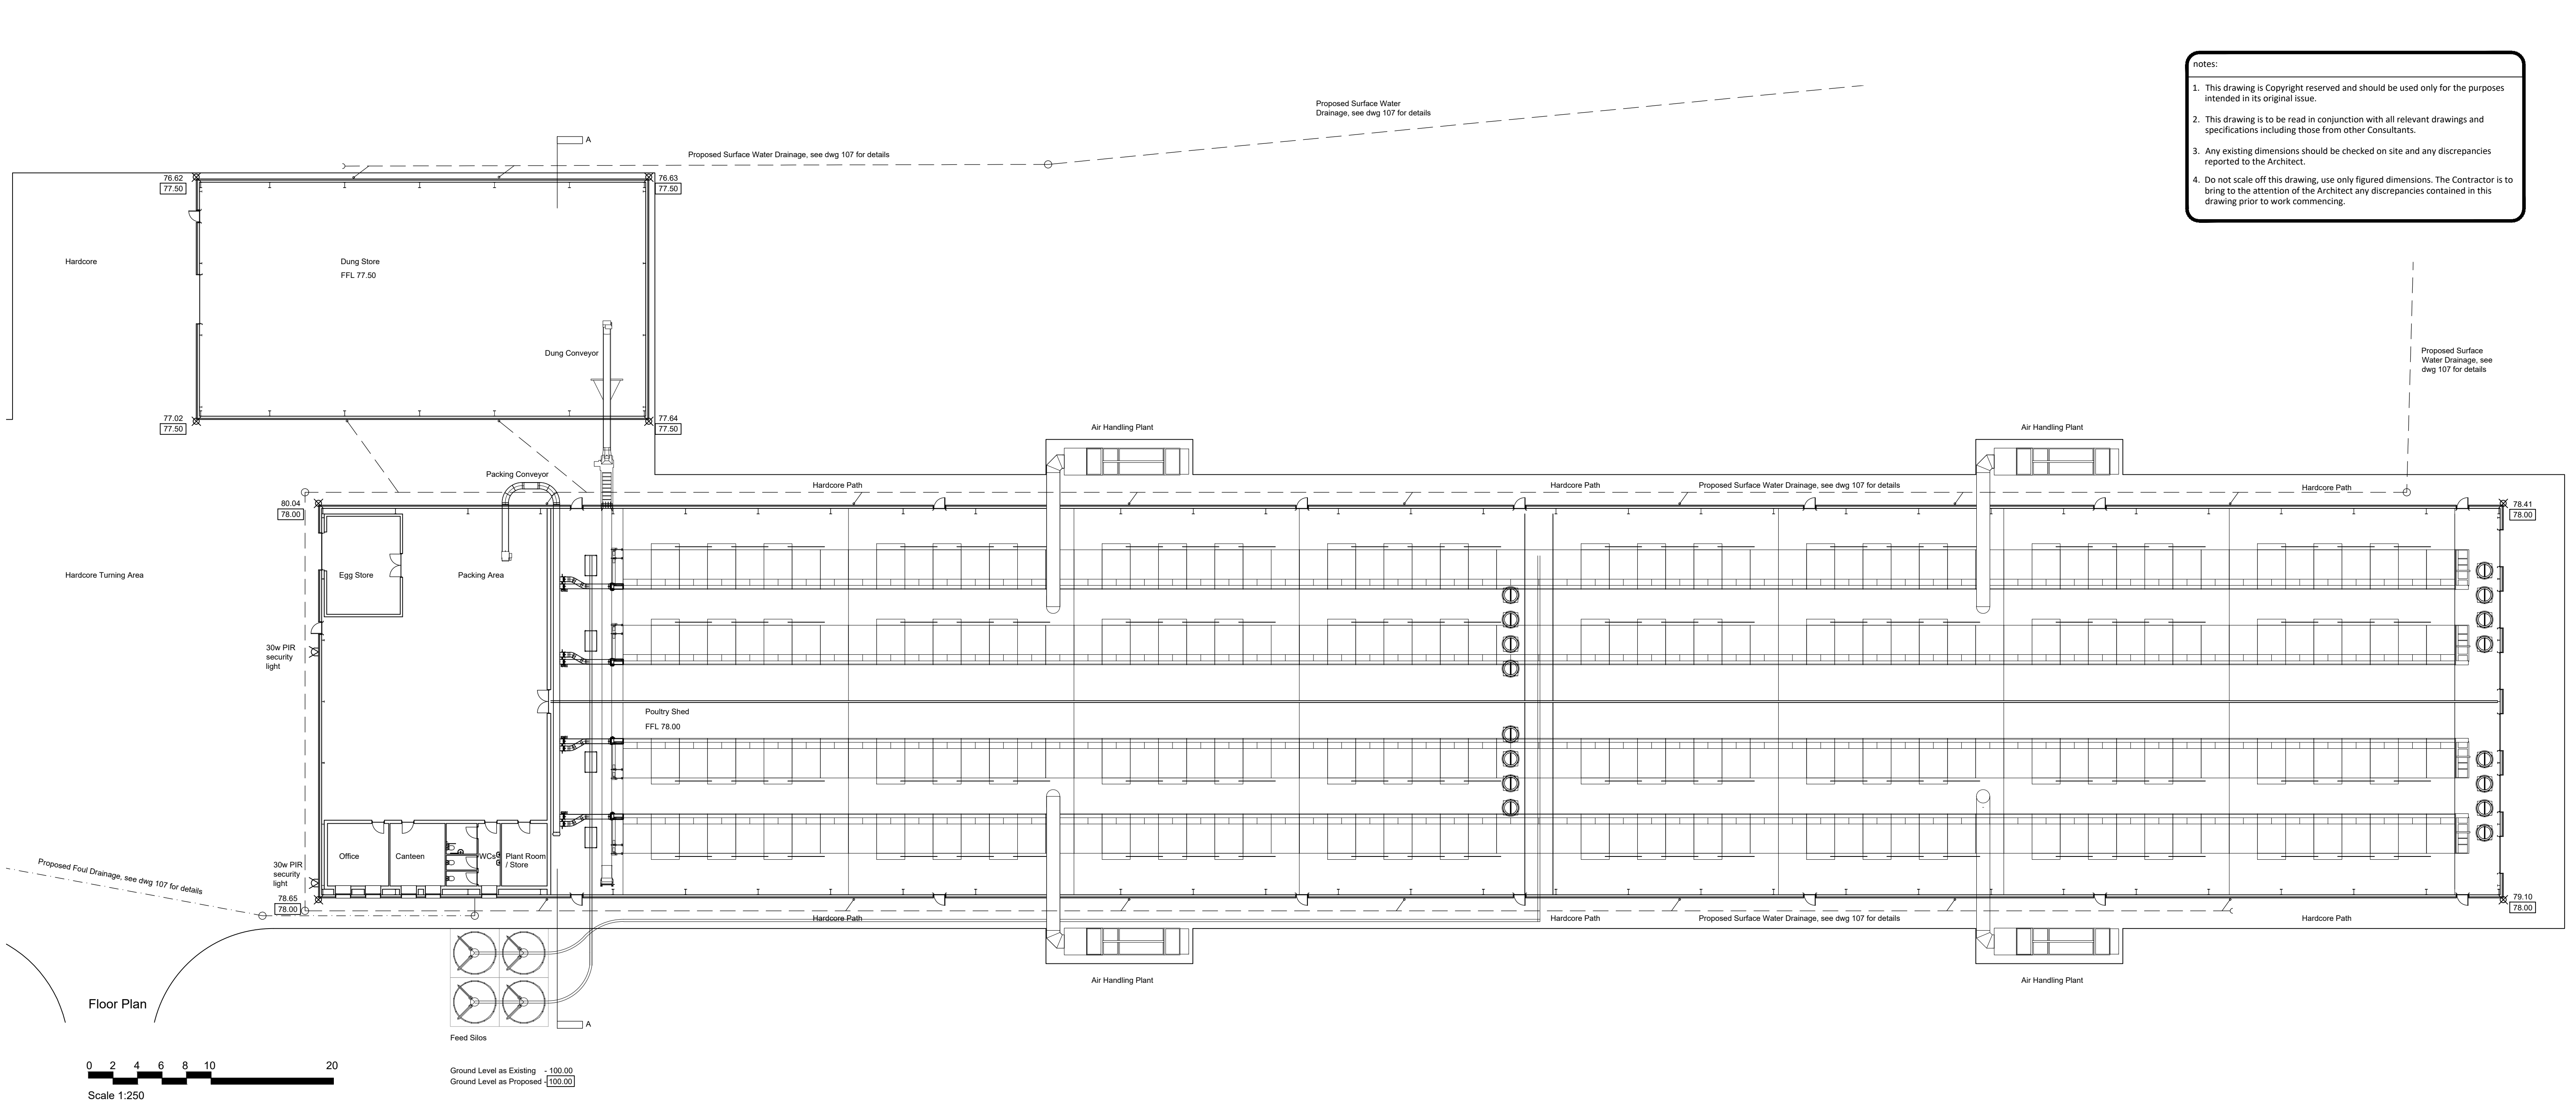 notes:
1. This drawing is Copyright reserved and should be used only for the purposes
intended in its original issue.
2. This drawing is to be read in conjunction with all relevant drawings and
specifications including those from other Consultants.
3. Any existing dimensions should be checked on site and any discrepancies
reported to the Architect.
4. Do not scale off this drawing, use only figured dimensions. The Contractor is to
bring to the attention of the Architect any discrepancies contained in this
drawing prior to work commencing.
Proposed Surface Water
Drainage, see dwg 107 for details
A
Proposed Surface Water Drainage, see dwg 107 for details
76.62
77.50
76.63
77.50
Hardcore
Dung Store
FFL 77.50
Dung Conveyor
Proposed Surface
Water Drainage, see
dwg 107 for details
77.02
77.50
77.64
77.50
Air Handling Plant
Air Handling Plant
Packing Conveyor
Hardcore Path
Hardcore Path
Proposed Surface Water Drainage, see dwg 107 for details
Hardcore Path
80.04
78.00
78.41
78.00
Hardcore Turning Area
Egg Store
Packing Area
30w PIR
security
light
Poultry Shed
FFL 78.00
Office
Canteen
WCs
Plant Room
/ Store
Proposed Foul Drainage, see dwg 107 for details
30w PIR
security
light
78.65
78.00
79.10
78.00
Hardcore Path
Hardcore Path
Proposed Surface Water Drainage, see dwg 107 for details
Hardcore Path
Air Handling Plant
Air Handling Plant
Floor Plan
A
Feed Silos
0 2 4 6 8 10 20
Scale 1:250
Ground Level as Existing - 100.00
Ground Level as Proposed - 100.00